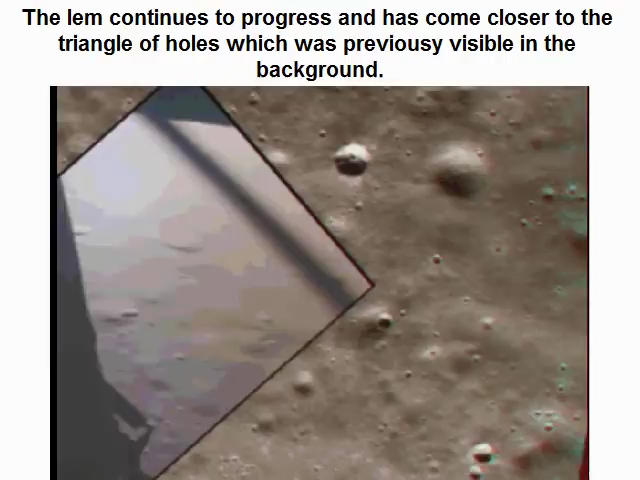 The lem continues to progress and has come closer to the
triangle of holes which was previousy visible in the
background.